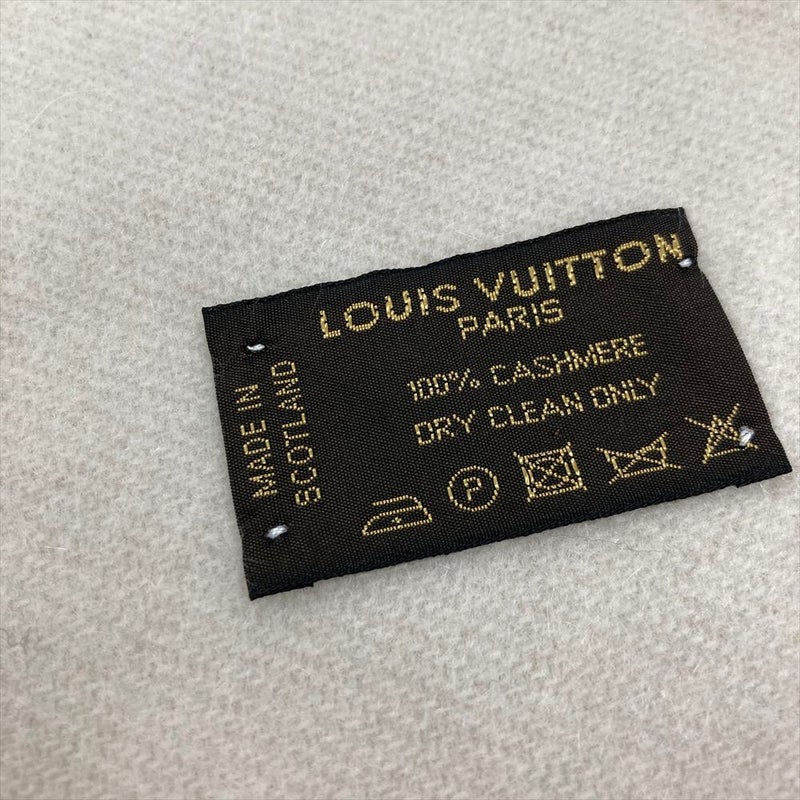 LOUIS VUITTON
PARIS
100% CASHMERE
DRY CLEAN ONLY
MADE IN
SCOTLAND
P